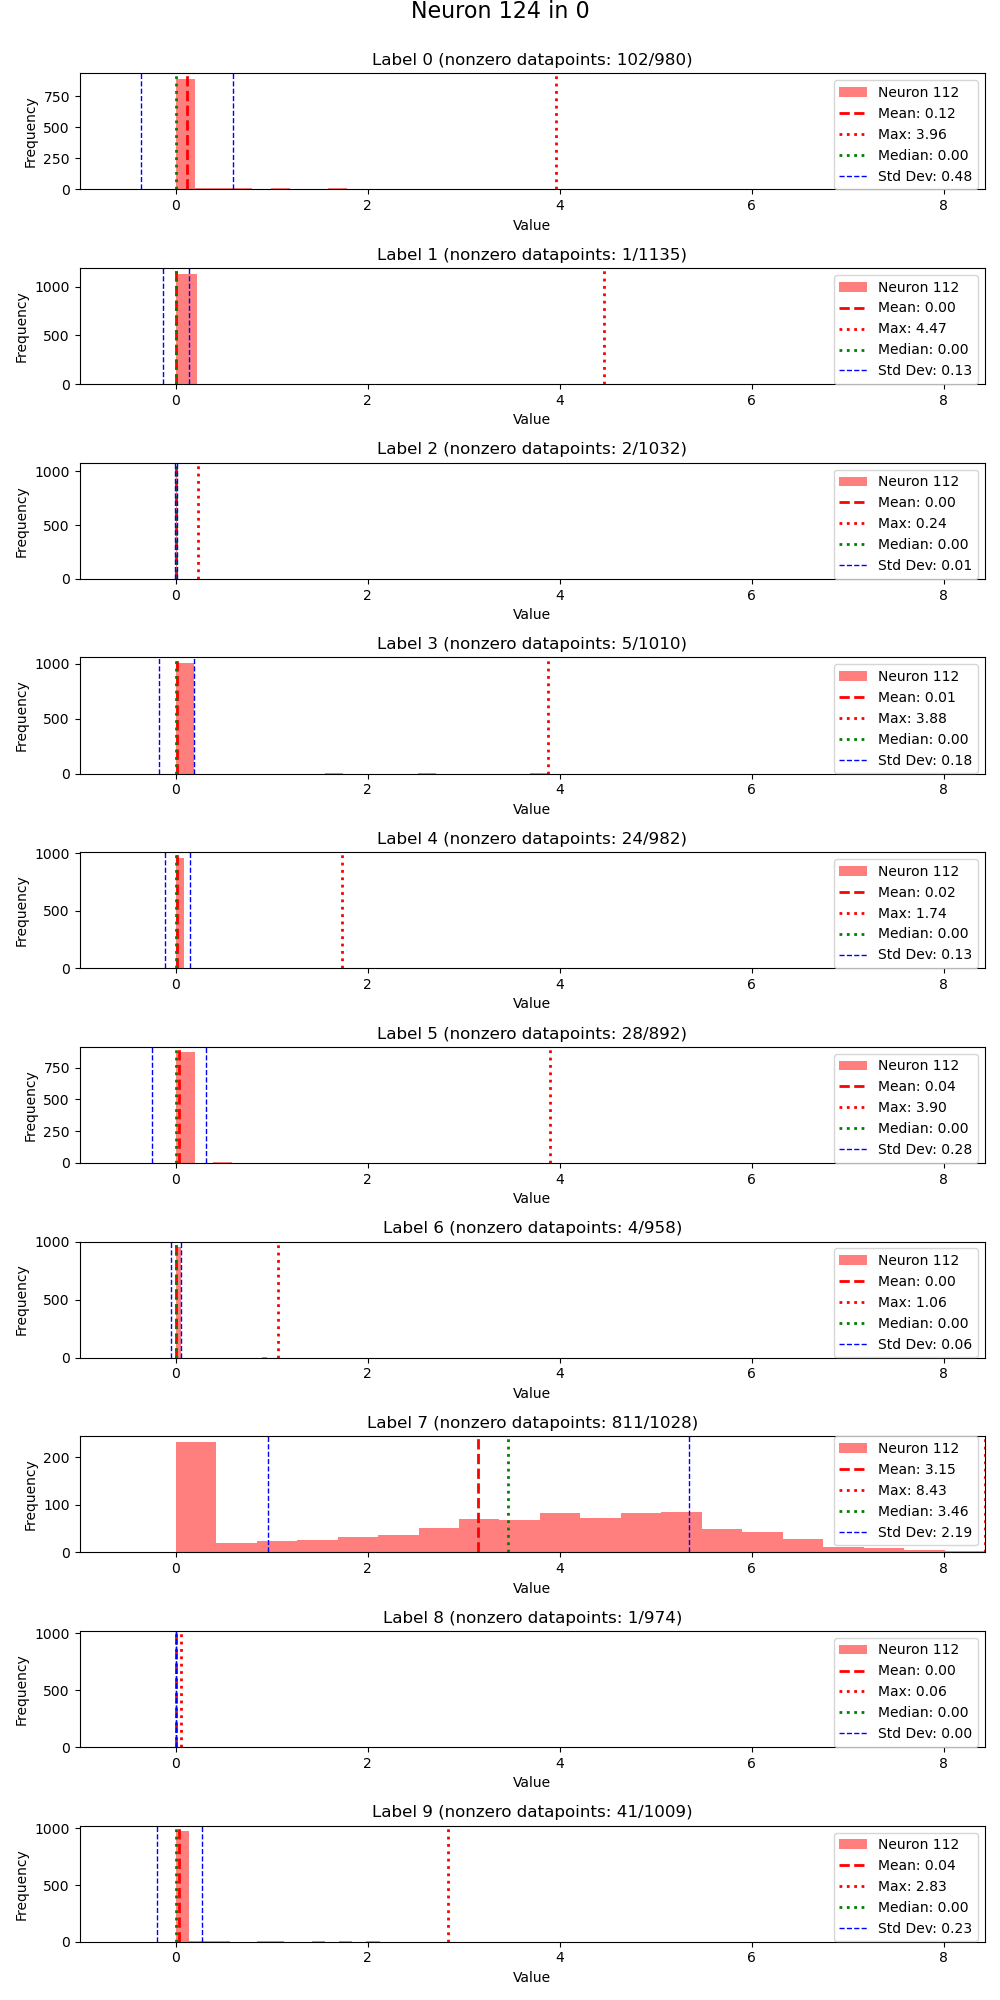 Neuron 124 in 0
Label 0 (nonzero datapoints: 102/980)
Frequency
750
500
250
0
0 2 4 6 8
Value
Neuron 112
Mean: 0.12
Max: 3.96
Median: 0.00
Std Dev: 0.48
Label 1 (nonzero datapoints: 1/1135)
Frequency
1000
500
0
0 2 4 6 8
Value
Neuron 112
Mean: 0.00
Max: 4.47
Median: 0.00
Std Dev: 0.13
Label 2 (nonzero datapoints: 2/1032)
Frequency
1000
500
0
0 2 4 6 8
Value
Neuron 112
Mean: 0.00
Max: 0.24
Median: 0.00
Std Dev: 0.01
Label 3 (nonzero datapoints: 5/1010)
Frequency
1000
500
0
0 2 4 6 8
Value
Neuron 112
Mean: 0.01
Max: 3.88
Median: 0.00
Std Dev: 0.18
Label 4 (nonzero datapoints: 24/982)
Frequency
1000
500
0
0 2 4 6 8
Value
Neuron 112
Mean: 0.02
Max: 1.74
Median: 0.00
Std Dev: 0.13
Label 5 (nonzero datapoints: 28/892)
Frequency
750
500
250
0
0 2 4 6 8
Value
Neuron 112
Mean: 0.04
Max: 3.90
Median: 0.00
Std Dev: 0.28
Label 6 (nonzero datapoints: 4/958)
Frequency
1000
500
0
0 2 4 6 8
Value
Neuron 112
Mean: 0.00
Max: 1.06
Median: 0.00
Std Dev: 0.06
Label 7 (nonzero datapoints: 811/1028)
Frequency
200
100
0
0 2 4 6 8
Value
Neuron 112
Mean: 3.15
Max: 8.43
Median: 3.46
Std Dev: 2.19
Label 8 (nonzero datapoints: 1/974)
Frequency
1000
500
0
0 2 4 6 8
Value
Neuron 112
Mean: 0.00
Max: 0.06
Median: 0.00
Std Dev: 0.00
Label 9 (nonzero datapoints: 41/1009)
Frequency
1000
500
0
0 2 4 6 8
Value
Neuron 112
Mean: 0.04
Max: 2.83
Median: 0.00
Std Dev: 0.23